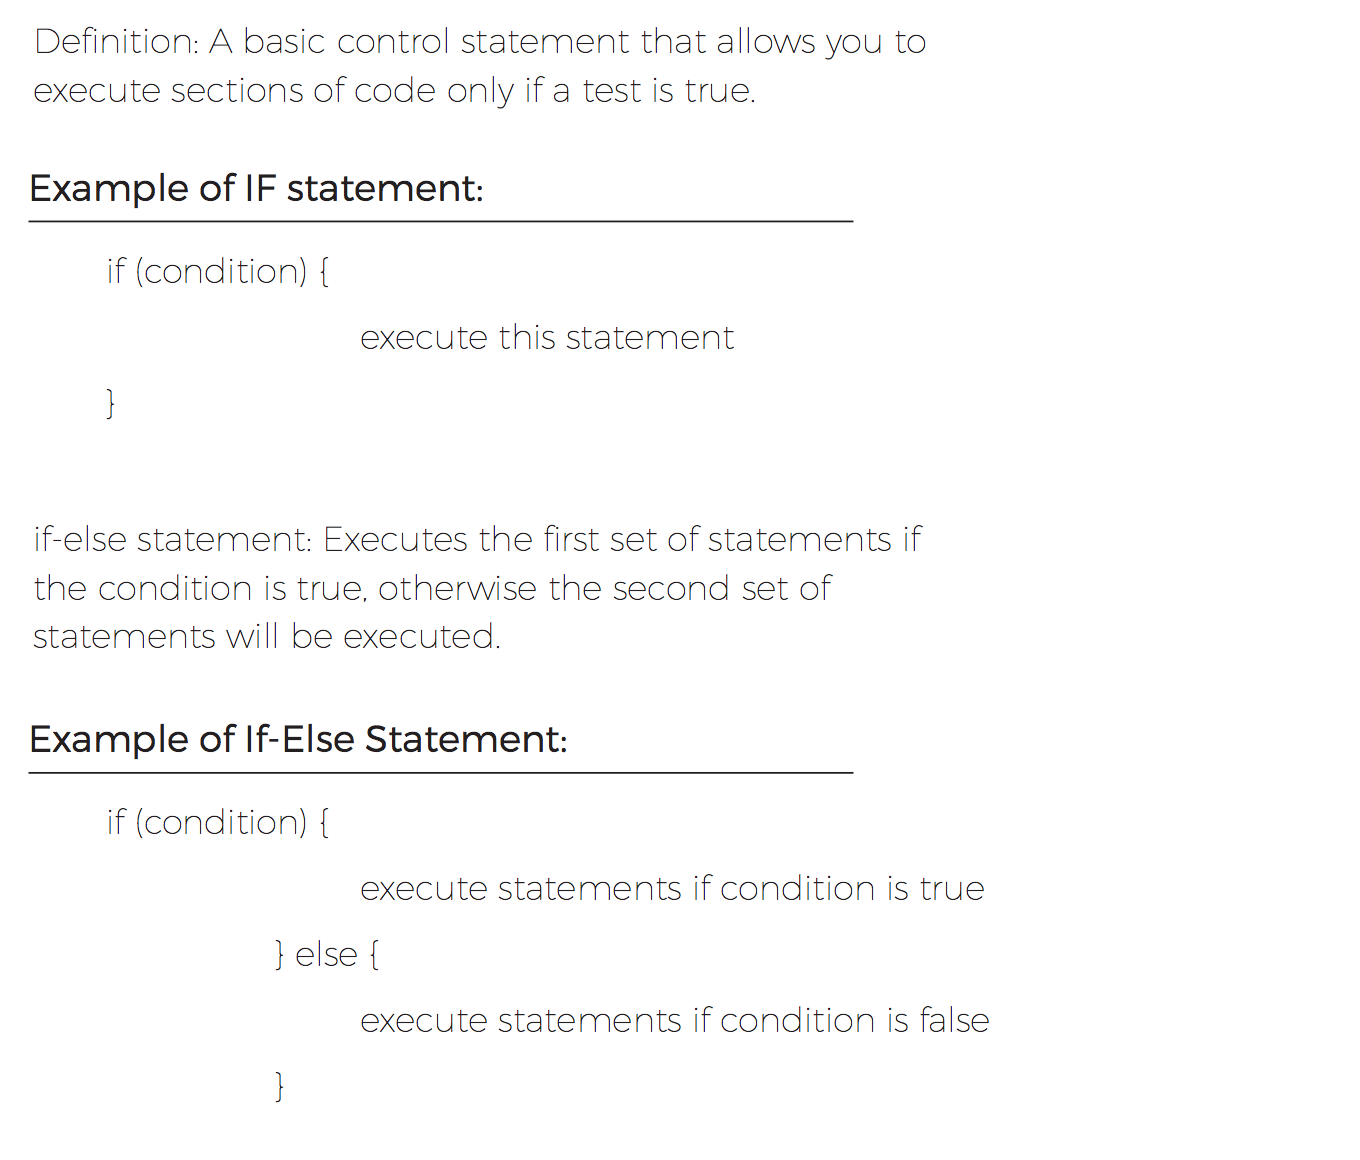 Definition: A basic control statement that allows you to
execute sections of code only if a test is true.
Example of IF statement:
if (condition) {
execute this statement
}
if-else statement: Executes the first set of statements if
the condition is true, otherwise the second set of
statements will be executed.
Example of If-Else Statement:
if (condition) {
execute statements if condition is true
} else {
execute statements if condition is false
}